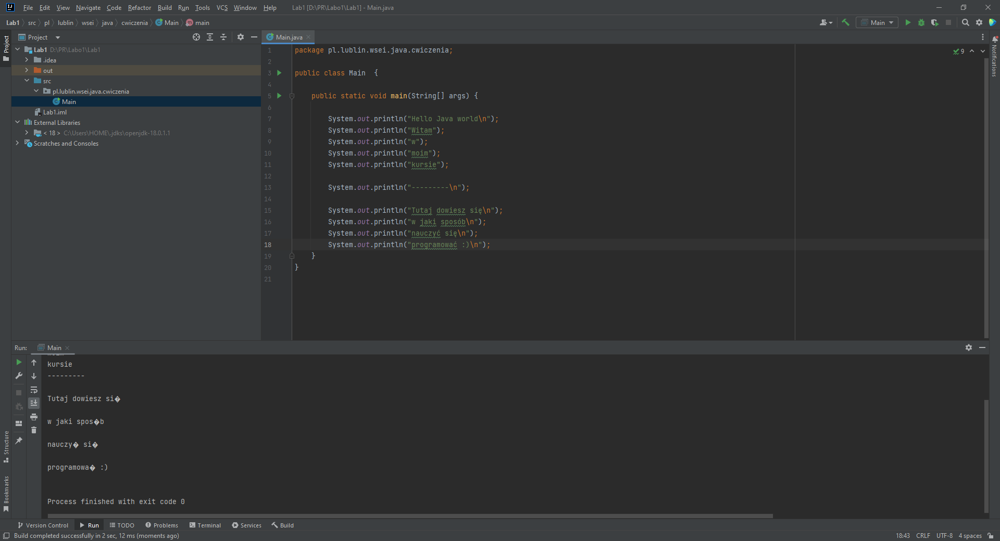 File Edit View Navigate Code Refactor Build Run Tools VCS Window Help Lab1 [D:\PR\Labo1\Lab1] - Main.java
Lab1 src pl lublin wsei java cwiczenia Main main Main
Project
Project
Lab1 D:\PR\Labo1\Lab1
.idea
out
src
pl.lublin.wsei.java.cwiczenia
Main
Lab1.iml
External Libraries
< 18 > C:\Users\HOME\.jdks\openjdk-18.0.1.1
Scratches and Consoles
Main.java
9
Notifications
1 package pl.lublin.wsei.java.cwiczenia;
2
3 public class Main  {
4
5 public static void main(String[] args) {
6
7 System.out.println("Hello Java world\n");
8 System.out.println("Witam");
9 System.out.println("w");
10 System.out.println("moim");
11 System.out.println("kursie");
12
13 System.out.println("---------\n");
14
15 System.out.println("Tutaj dowiesz się\n");
16 System.out.println("w jaki sposób\n");
17 System.out.println("nauczyć się\n");
18 System.out.println("programować :)\n");
19 }
20 }
21
Run: Main
kursie
---------
Tutaj dowiesz si�
w jaki spos�b
nauczy� si�
programowa� :)
Process finished with exit code 0
Structure
Bookmarks
Version Control Run TODO Problems Terminal Services Build
Build completed successfully in 2 sec, 12 ms (moments ago) 18:43 CRLF UTF-8 4 spaces